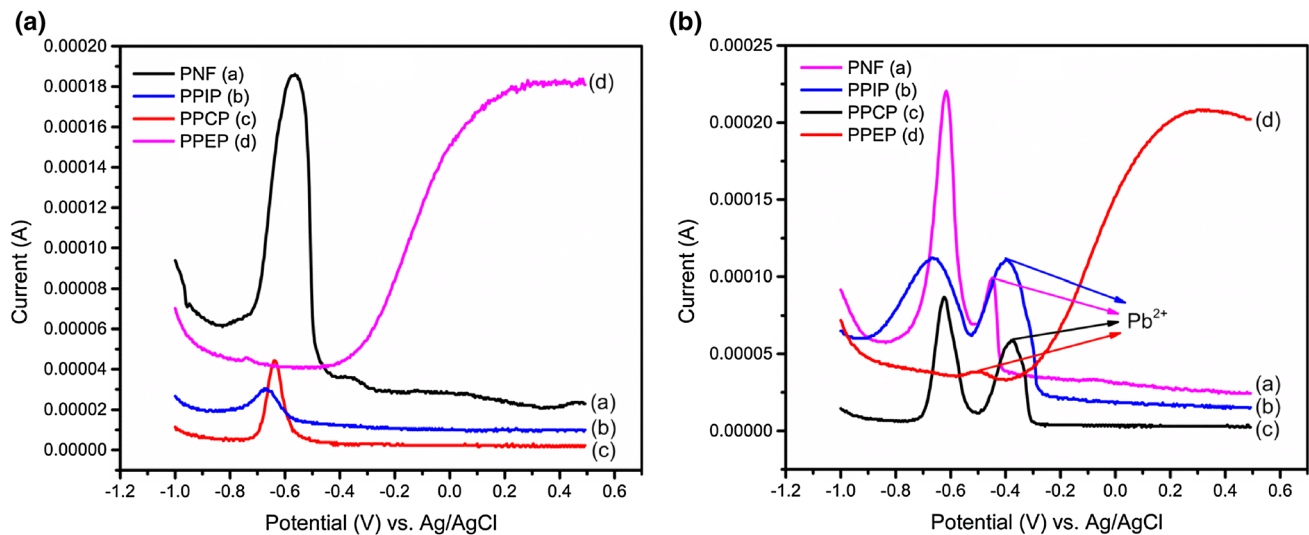 (a)
0.00020
0.00018
0.00016
0.00014
0.00012
0.00010
0.00008
0.00006
0.00004
0.00002
0.00000
Current (A)
PNF (a)
PPIP (b)
PPCP (c)
PPEP (d)
(d)
(a)
(b)
(c)
-1.2 -1.0 -0.8 -0.6 -0.4 -0.2 0.0 0.2 0.4 0.6
Potential (V) vs. Ag/AgCl
(b)
0.00025
0.00020
0.00015
0.00010
0.00005
0.00000
Current (A)
PNF (a)
PPIP (b)
PPCP (c)
PPEP (d)
(d)
Pb²⁺
(a)
(b)
(c)
-1.2 -1.0 -0.8 -0.6 -0.4 -0.2 0.0 0.2 0.4 0.6
Potential (V) vs. Ag/AgCl